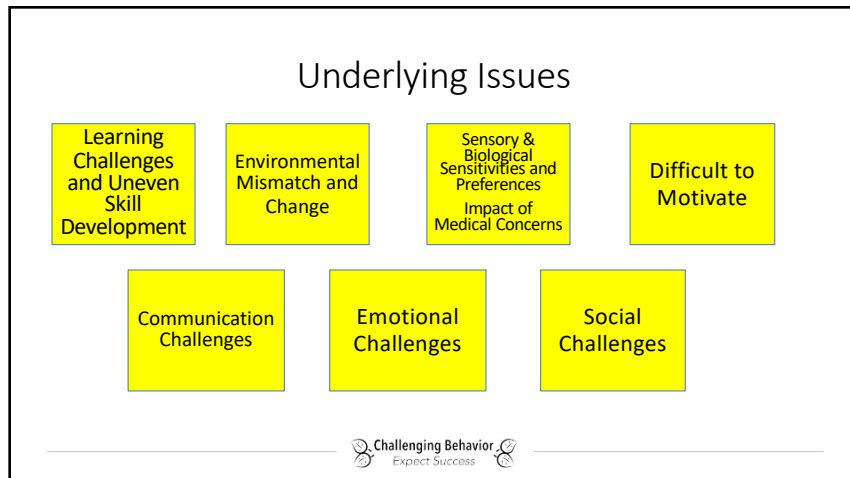 Underlying Issues
Learning
Challenges
and Uneven
Skill
Development
Environmental
Mismatch and
Change
Sensory &
Biological
Sensitivities and
Preferences
Impact of
Medical Concerns
Difficult to
Motivate
Communication
Challenges
Emotional
Challenges
Social
Challenges
Challenging Behavior
Expect Success